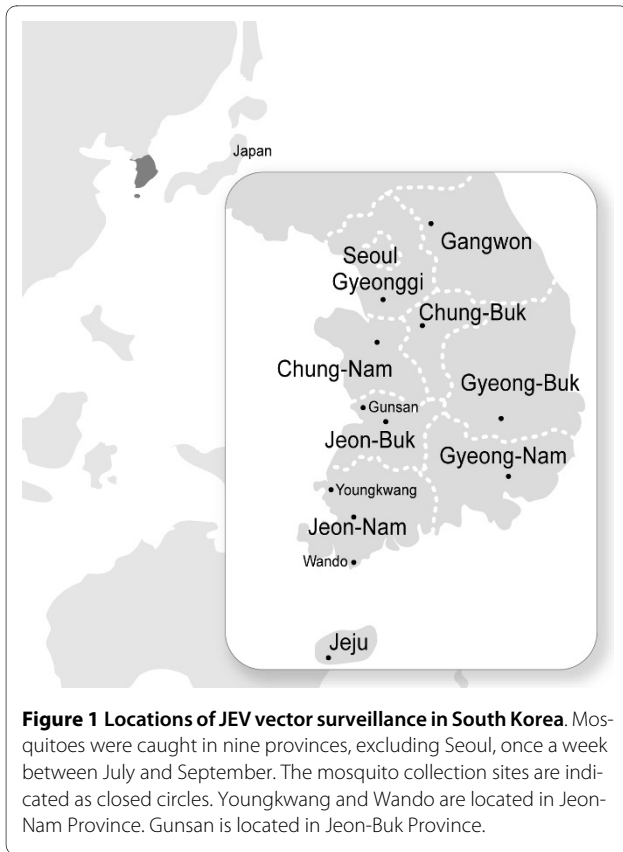 Japan
Gangwon
Seoul
Gyeonggi
Chung-Buk
Chung-Nam
Gyeong-Buk
Gunsan
Jeon-Buk
Gyeong-Nam
Youngkwang
Jeon-Nam
Wando
Jeju
Figure 1 Locations of JEV vector surveillance in South Korea. Mos-
quitoes were caught in nine provinces, excluding Seoul, once a week
between July and September. The mosquito collection sites are indi-
cated as closed circles. Youngkwang and Wando are located in Jeon-
Nam Province. Gunsan is located in Jeon-Buk Province.